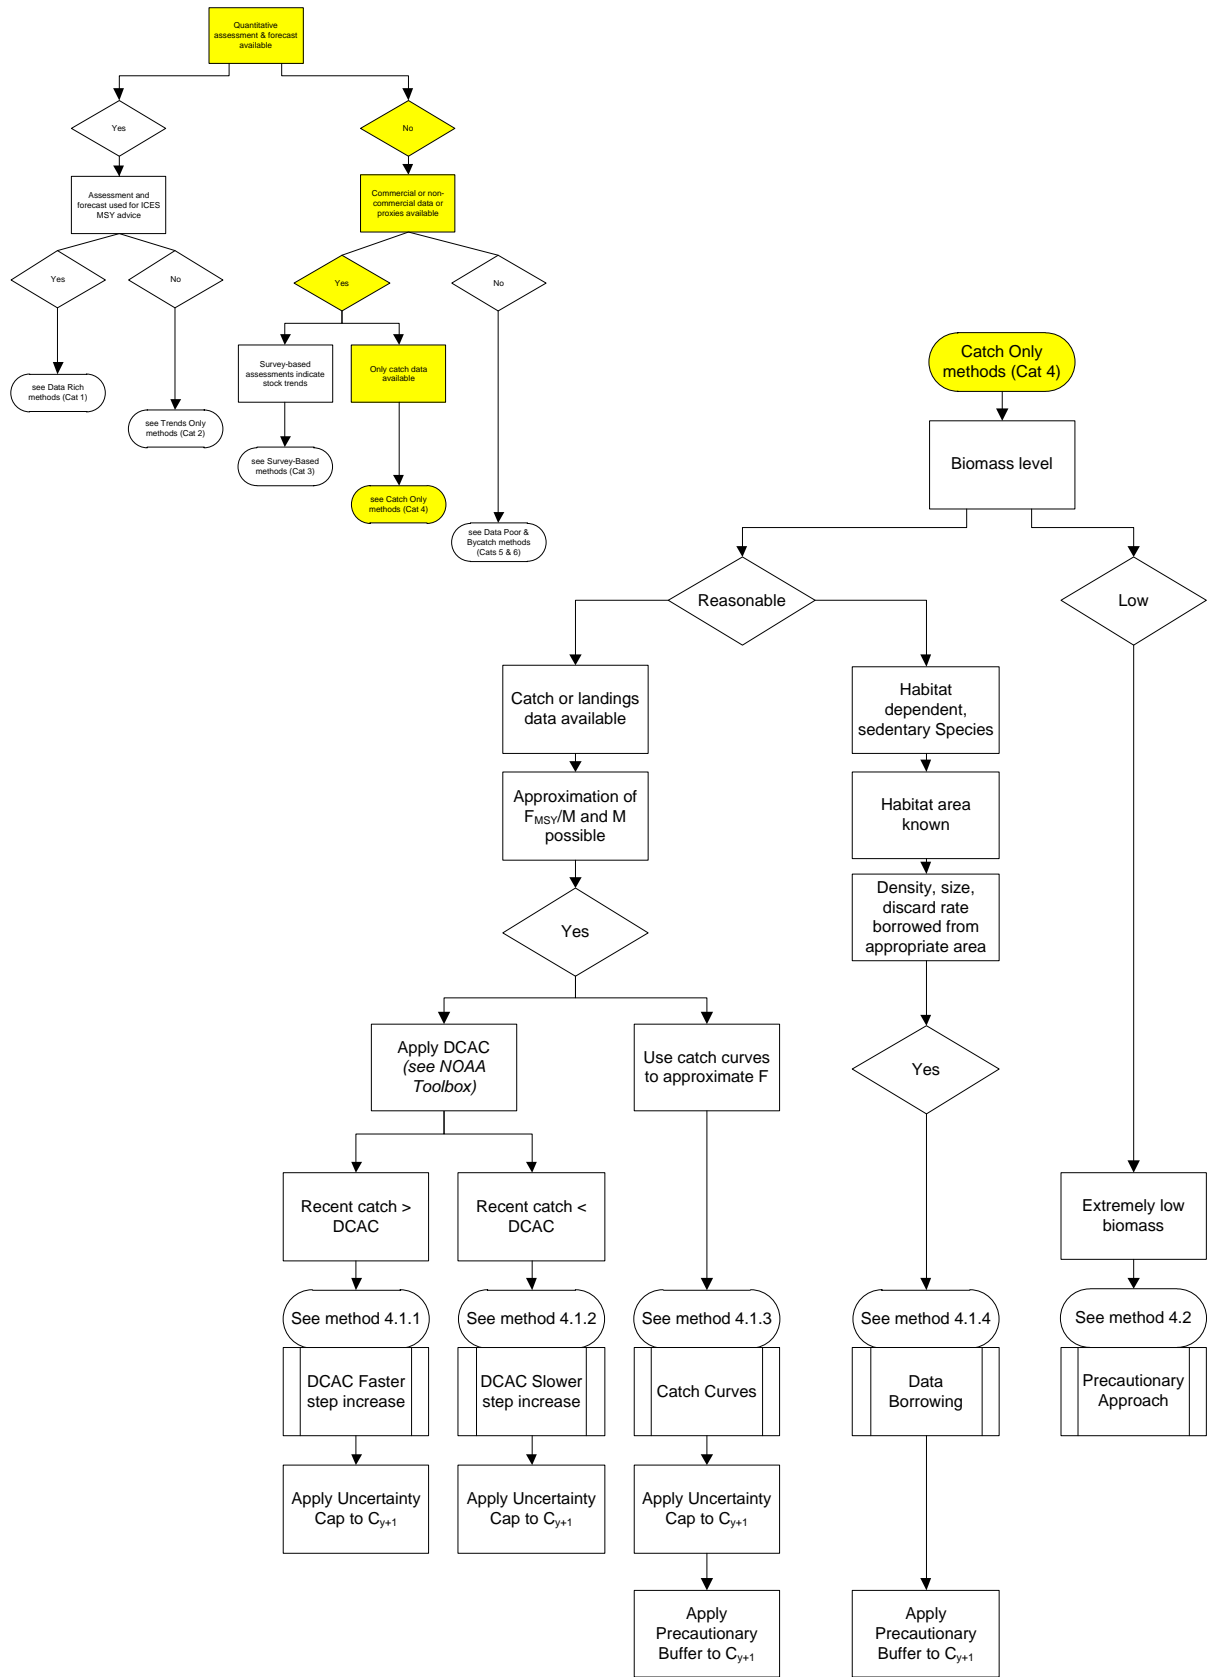 Quantitative
assessment & forecast
available
Yes
No
Assessment and
forecast used for ICES
MSY advice
Commercial or non-
commercial data or
proxies available
Yes
No
Yes
No
Survey-based
assessments indicate
stock trends
Only catch data
available
see Data Rich
methods (Cat 1)
see Trends Only
methods (Cat 2)
see Survey-Based
methods (Cat 3)
see Catch Only
methods (Cat 4)
see Data Poor &
Bycatch methods
(Cats 5 & 6)
Catch Only
methods (Cat 4)
Biomass level
Reasonable
Low
Catch or landings
data available
Habitat
dependent,
sedentary Species
Approximation of
FMSY/M and M
possible
Habitat area
known
Density, size,
discard rate
borrowed from
appropriate area
Yes
Yes
Apply DCAC
(see NOAA
Toolbox)
Use catch curves
to approximate F
Recent catch >
DCAC
Recent catch <
DCAC
Extremely low
biomass
See method 4.1.1
See method 4.1.2
See method 4.1.3
See method 4.1.4
See method 4.2
DCAC Faster
step increase
DCAC Slower
step increase
Catch Curves
Data
Borrowing
Precautionary
Approach
Apply Uncertainty
Cap to Cy+1
Apply Uncertainty
Cap to Cy+1
Apply Uncertainty
Cap to Cy+1
Apply
Precautionary
Buffer to Cy+1
Apply
Precautionary
Buffer to Cy+1